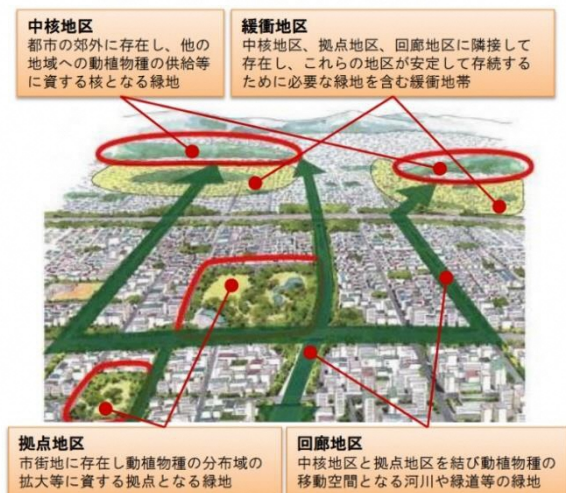 中核地区
都市の郊外に存在し、他の
地域への動植物種の供給等
に資する核となる緑地
緩衝地区
中核地区、拠点地区、回廊地区に隣接して
存在し、これらの地区が安定して存続する
ために必要な緑地を含む緩衝地帯
拠点地区
市街地に存在し動植物種の分布域の
拡大等に資する拠点となる緑地
回廊地区
中核地区と拠点地区を結び動植物種の
移動空間となる河川や緑道等の緑地